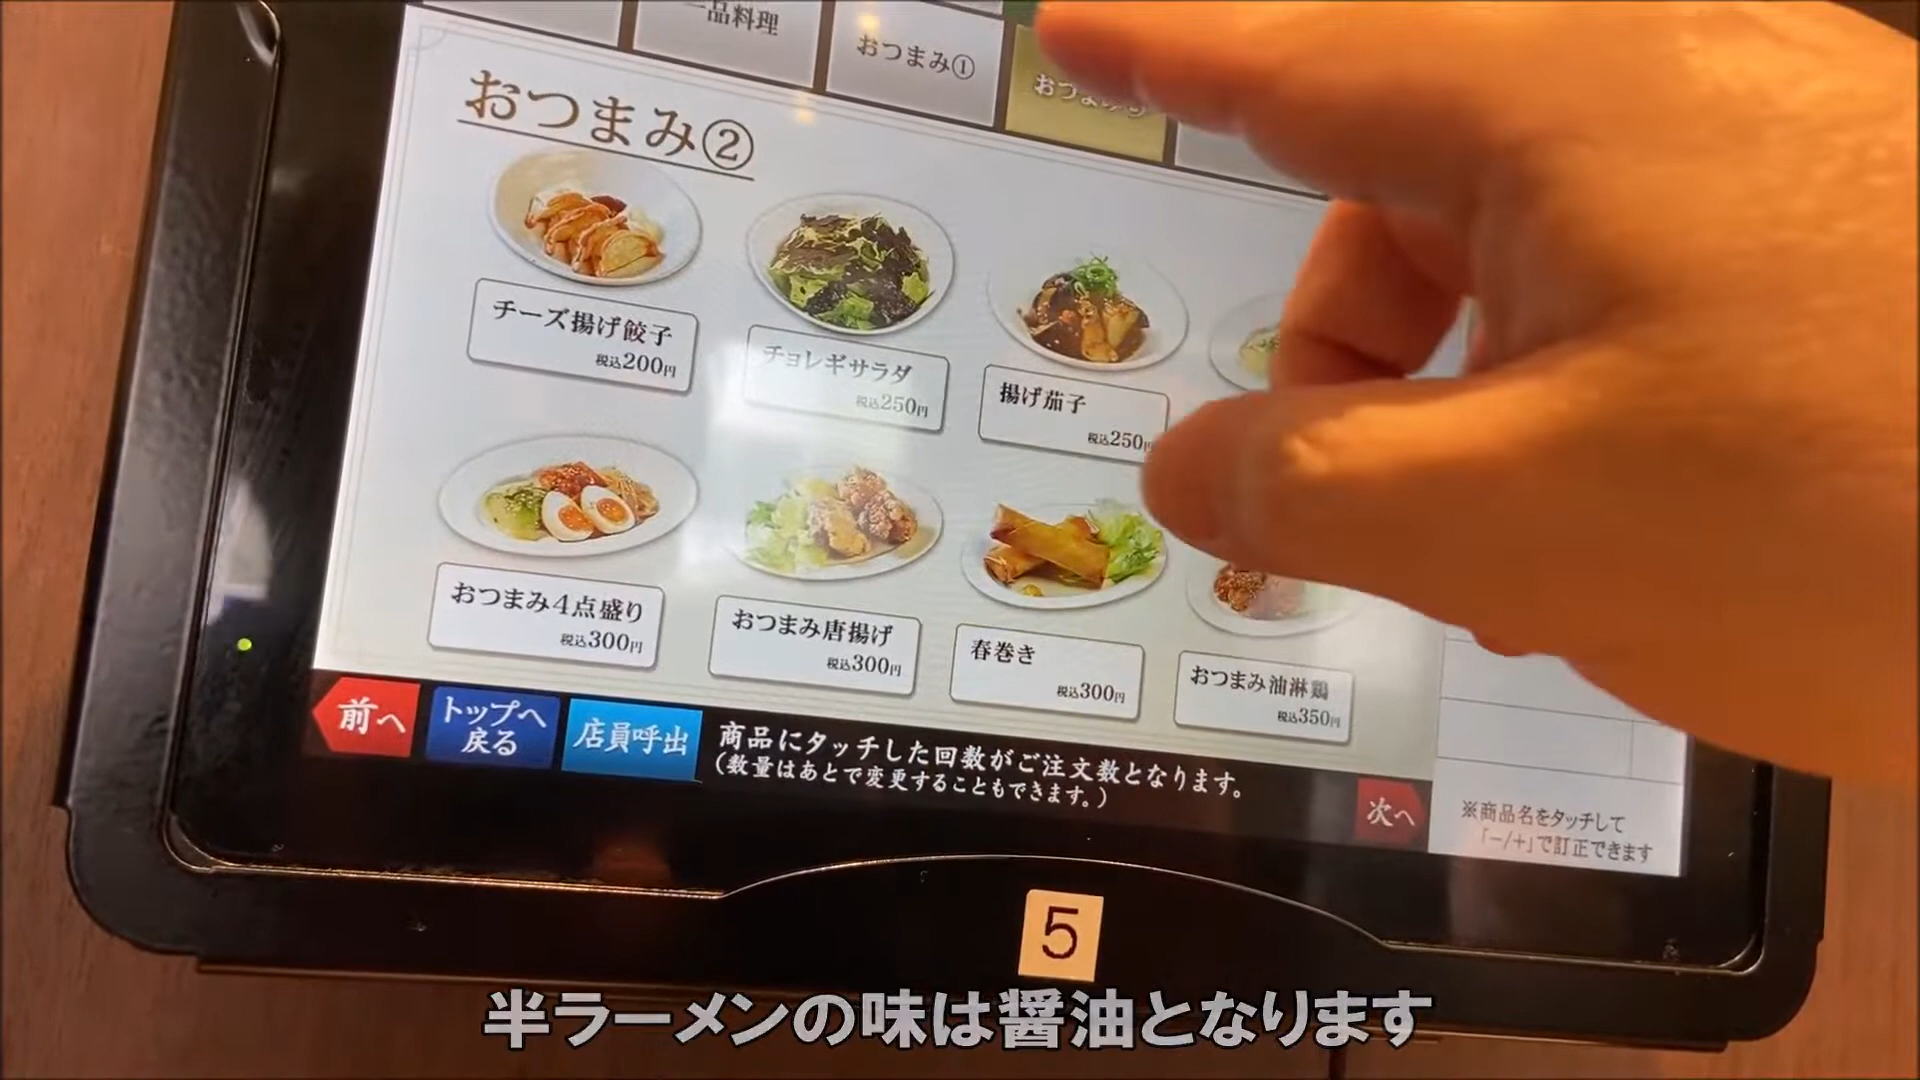 一品料理
おつまみ①
おつまみ②
チーズ揚げ餃子
税込200円
チョレギサラダ
税込250円
揚げ茄子
税込250円
おつまみ4点盛り
税込300円
おつまみ唐揚げ
税込300円
春巻き
税込300円
おつまみ油淋鶏
税込350円
前へ
トップへ
戻る
店員呼出
商品にタッチした回数がご注文数となります。
(数量はあとで変更することもできます。)
次へ
※商品名をタッチして
「-/+」で訂正できます
5
半ラーメンの味は醤油となります